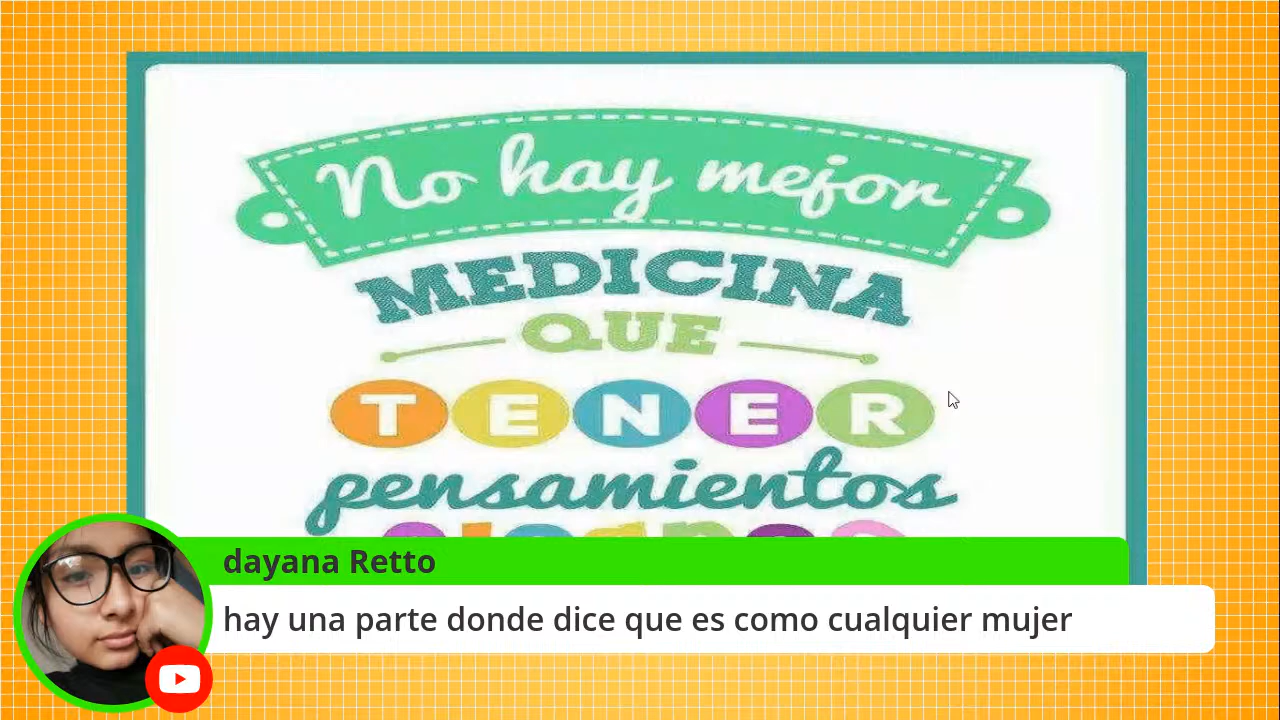 No hay mejor
MEDICINA
QUE
TENER
pensamientos
dayana Retto
hay una parte donde dice que es como cualquier mujer